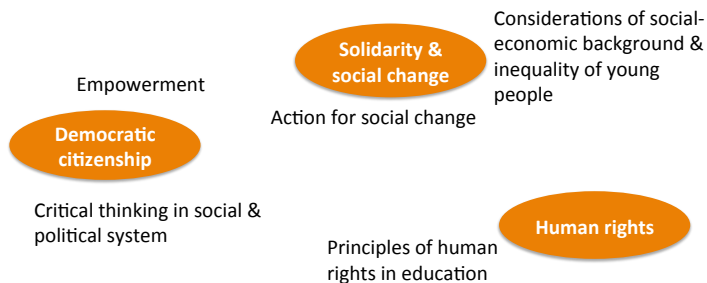 Considerations of social-
economic background &
inequality of young
people
Solidarity &
social change
Empowerment
Action for social change
Democratic
citizenship
Critical thinking in social &
political system
Human rights
Principles of human
rights in education